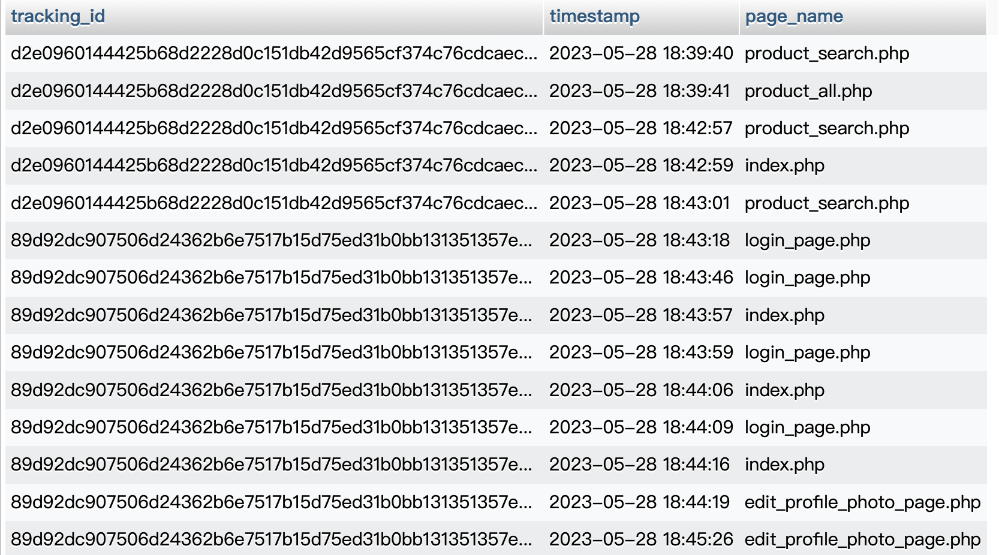 tracking_id timestamp page_name
d2e0960144425b68d2228d0c151db42d9565cf374c76cdcaec... 2023-05-28 18:39:40 product_search.php
d2e0960144425b68d2228d0c151db42d9565cf374c76cdcaec... 2023-05-28 18:39:41 product_all.php
d2e0960144425b68d2228d0c151db42d9565cf374c76cdcaec... 2023-05-28 18:42:57 product_search.php
d2e0960144425b68d2228d0c151db42d9565cf374c76cdcaec... 2023-05-28 18:42:59 index.php
d2e0960144425b68d2228d0c151db42d9565cf374c76cdcaec... 2023-05-28 18:43:01 product_search.php
89d92dc907506d24362b6e7517b15d75ed31b0bb131351357e... 2023-05-28 18:43:18 login_page.php
89d92dc907506d24362b6e7517b15d75ed31b0bb131351357e... 2023-05-28 18:43:46 login_page.php
89d92dc907506d24362b6e7517b15d75ed31b0bb131351357e... 2023-05-28 18:43:57 index.php
89d92dc907506d24362b6e7517b15d75ed31b0bb131351357e... 2023-05-28 18:43:59 login_page.php
89d92dc907506d24362b6e7517b15d75ed31b0bb131351357e... 2023-05-28 18:44:06 index.php
89d92dc907506d24362b6e7517b15d75ed31b0bb131351357e... 2023-05-28 18:44:09 login_page.php
89d92dc907506d24362b6e7517b15d75ed31b0bb131351357e... 2023-05-28 18:44:16 index.php
89d92dc907506d24362b6e7517b15d75ed31b0bb131351357e... 2023-05-28 18:44:19 edit_profile_photo_page.php
89d92dc907506d24362b6e7517b15d75ed31b0bb131351357e... 2023-05-28 18:45:26 edit_profile_photo_page.php